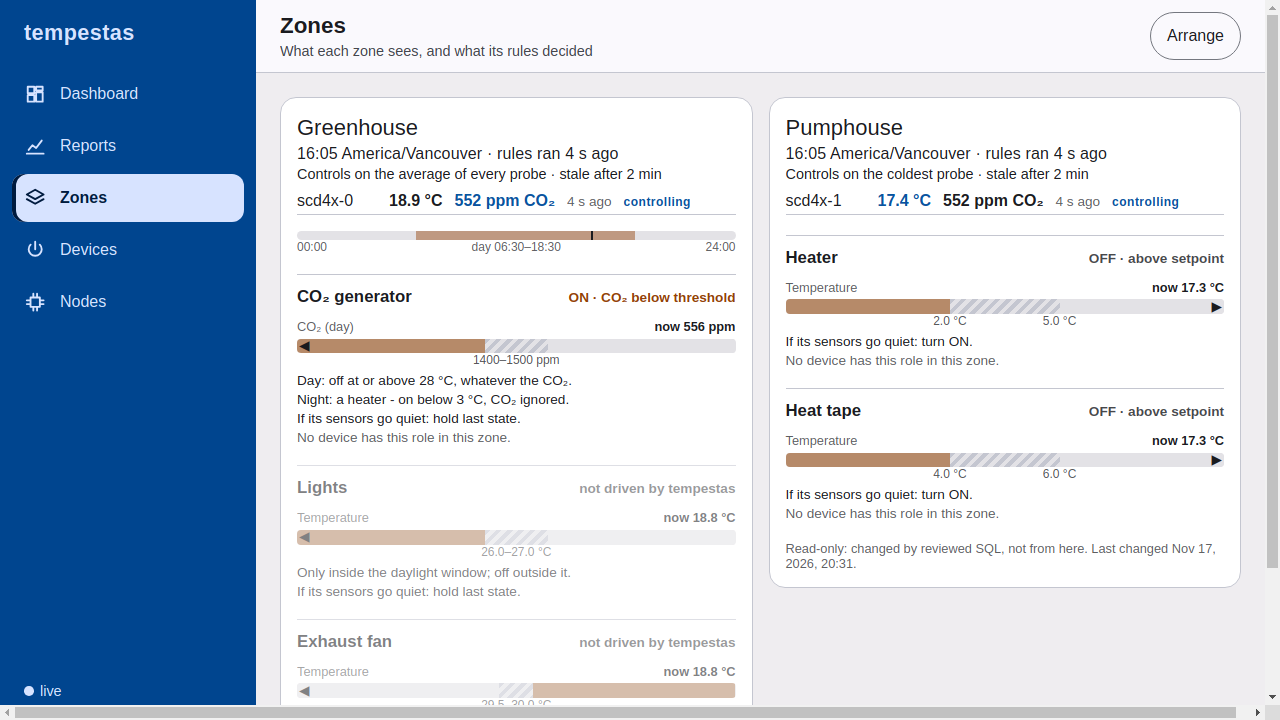 tempestas
Dashboard
Reports
Zones
Devices
Nodes
live
Zones
What each zone sees, and what its rules decided
Arrange
Greenhouse
16:05 America/Vancouver · rules ran 4 s ago
Controls on the average of every probe · stale after 2 min
scd4x-0 18.9 °C 552 ppm CO₂ 4 s ago controlling
00:00 day 06:30–18:30 24:00
CO₂ generator ON · CO₂ below threshold
CO₂ (day) now 556 ppm
1400–1500 ppm
Day: off at or above 28 °C, whatever the CO₂.
Night: a heater - on below 3 °C, CO₂ ignored.
If its sensors go quiet: hold last state.
No device has this role in this zone.
Lights not driven by tempestas
Temperature now 18.8 °C
26.0–27.0 °C
Only inside the daylight window; off outside it.
If its sensors go quiet: hold last state.
Exhaust fan not driven by tempestas
Temperature now 18.8 °C
29.5–30.0 °C
Pumphouse
16:05 America/Vancouver · rules ran 4 s ago
Controls on the coldest probe · stale after 2 min
scd4x-1 17.4 °C 552 ppm CO₂ 4 s ago controlling
Heater OFF · above setpoint
Temperature now 17.3 °C
2.0 °C 5.0 °C
If its sensors go quiet: turn ON.
No device has this role in this zone.
Heat tape OFF · above setpoint
Temperature now 17.3 °C
4.0 °C 6.0 °C
If its sensors go quiet: turn ON.
No device has this role in this zone.
Read-only: changed by reviewed SQL, not from here. Last changed Nov 17,
2026, 20:31.